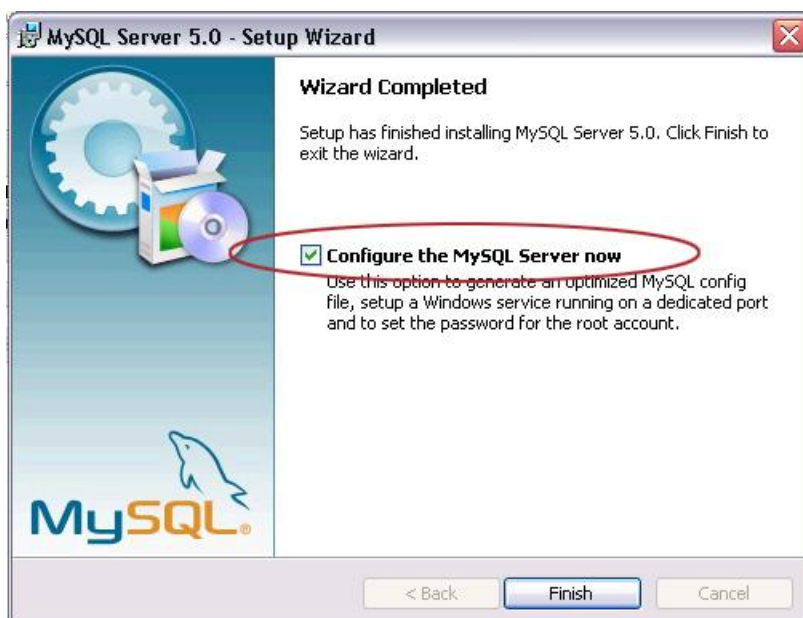 MySQL Server 5.0 - Setup Wizard
Wizard Completed
Setup has finished installing MySQL Server 5.0. Click Finish to
exit the wizard.
Configure the MySQL Server now
Use this option to generate an optimized MySQL config
file, setup a Windows service running on a dedicated port
and to set the password for the root account.
MySQL®
< Back
Finish
Cancel